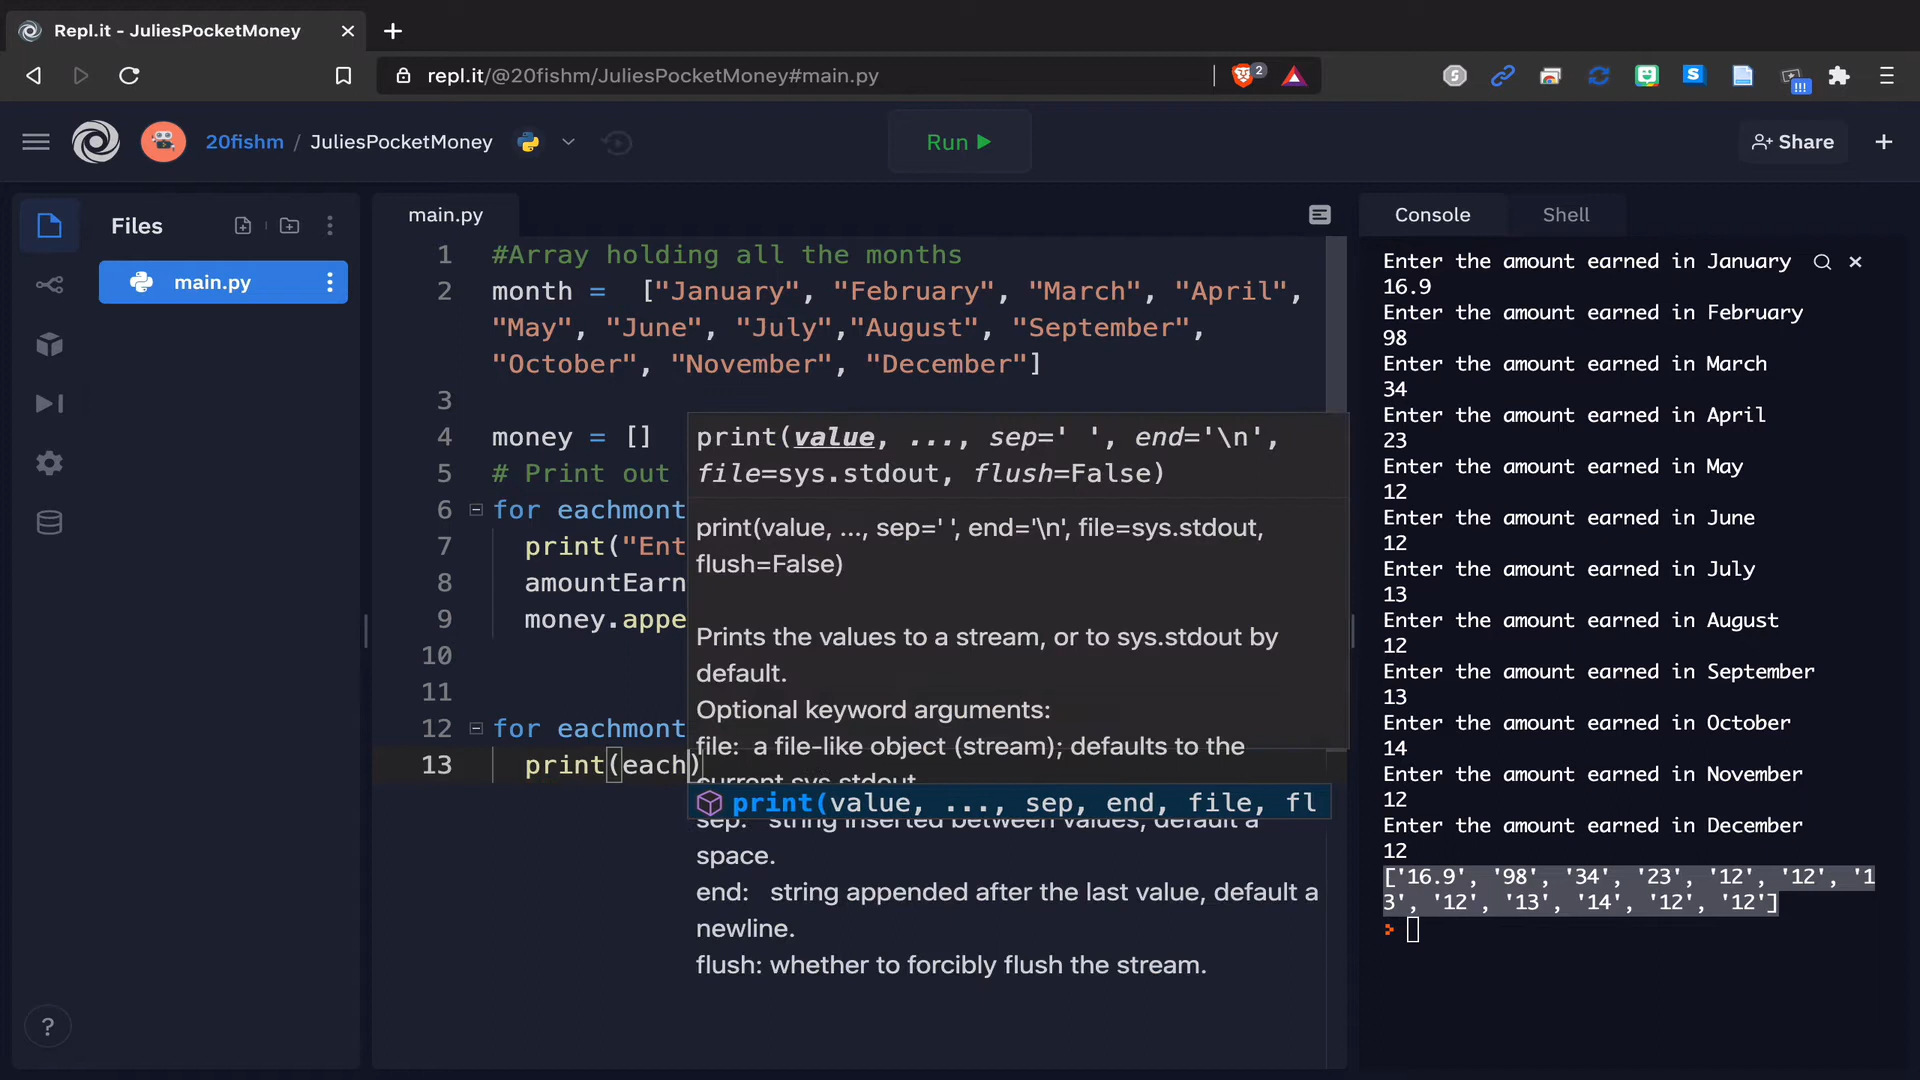 Repl.it - JuliesPocketMoney
repl.it/@20fishm/JuliesPocketMoney#main.py
2
S
!!!
20fishm / JuliesPocketMoney
Run
Share
Files
main.py
main.py
1 #Array holding all the months
2 month = ["January", "February", "March", "April",
"May", "June", "July","August", "September",
"October", "November", "December"]
3
4 money = []
5 # Print out
6 for eachmont
7 print("Ent
8 amountEarn
9 money.appe
10
11
12 for eachmont
13 print(each)
print(value, ..., sep=' ', end='\n',
file=sys.stdout, flush=False)
print(value, ..., sep=' ', end='\n', file=sys.stdout,
flush=False)
Prints the values to a stream, or to sys.stdout by
default.
Optional keyword arguments:
file: a file-like object (stream); defaults to the
current sys.stdout.
print(value, ..., sep, end, file, fl
sep: string inserted between values, default a
space.
end: string appended after the last value, default a
newline.
flush: whether to forcibly flush the stream.
Console
Shell
Enter the amount earned in January
16.9
Enter the amount earned in February
98
Enter the amount earned in March
34
Enter the amount earned in April
23
Enter the amount earned in May
12
Enter the amount earned in June
12
Enter the amount earned in July
13
Enter the amount earned in August
12
Enter the amount earned in September
13
Enter the amount earned in October
14
Enter the amount earned in November
12
Enter the amount earned in December
12
['16.9', '98', '34', '23', '12', '12', '1
3', '12', '13', '14', '12', '12']
?